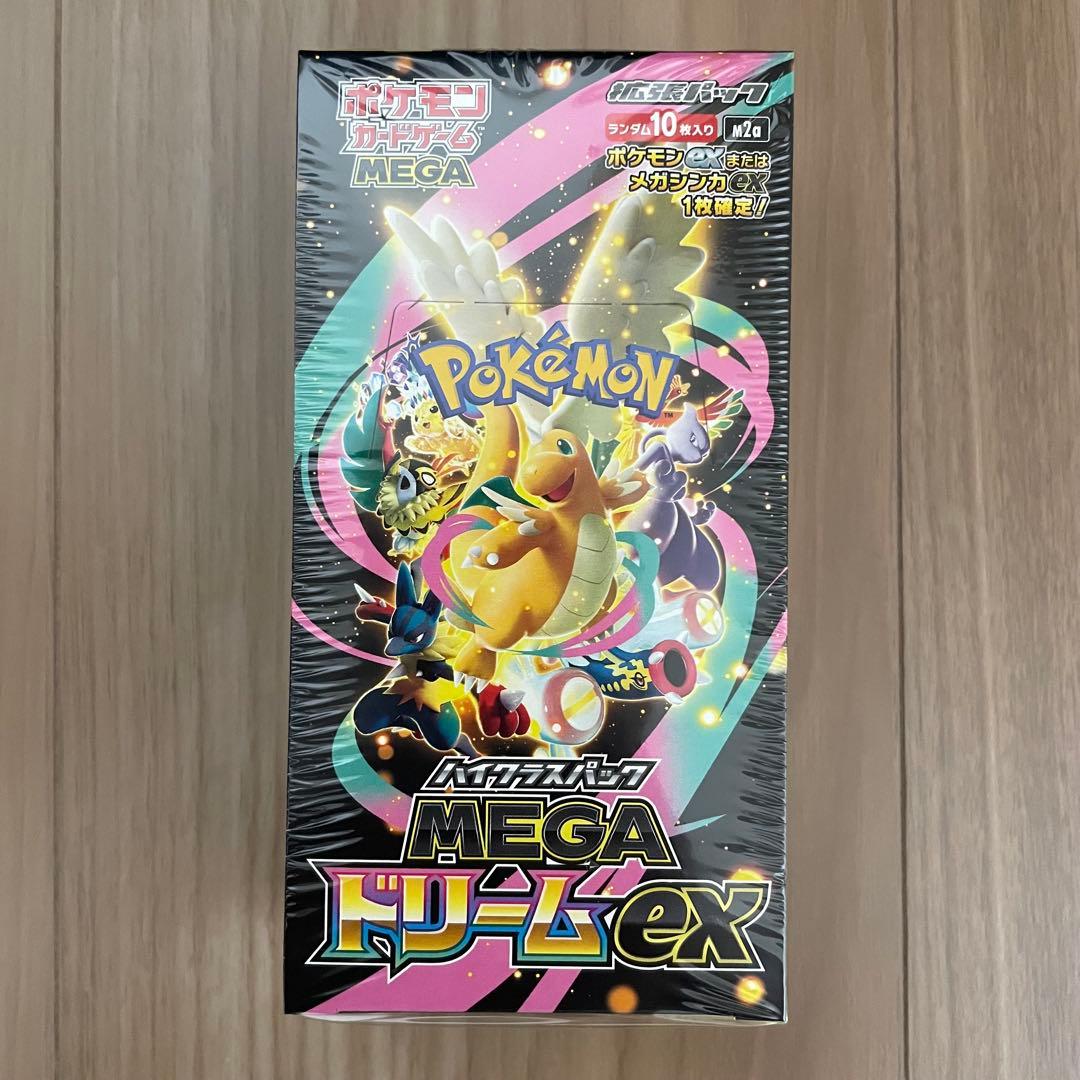 ポケモン
カードゲーム™
MEGA
拡張パック
ランダム10枚入り M2a
ポケモンexまたは
メガシンカex
1枚確定!
POKéMON™
ハイクラスパック
MEGA
ドリームex